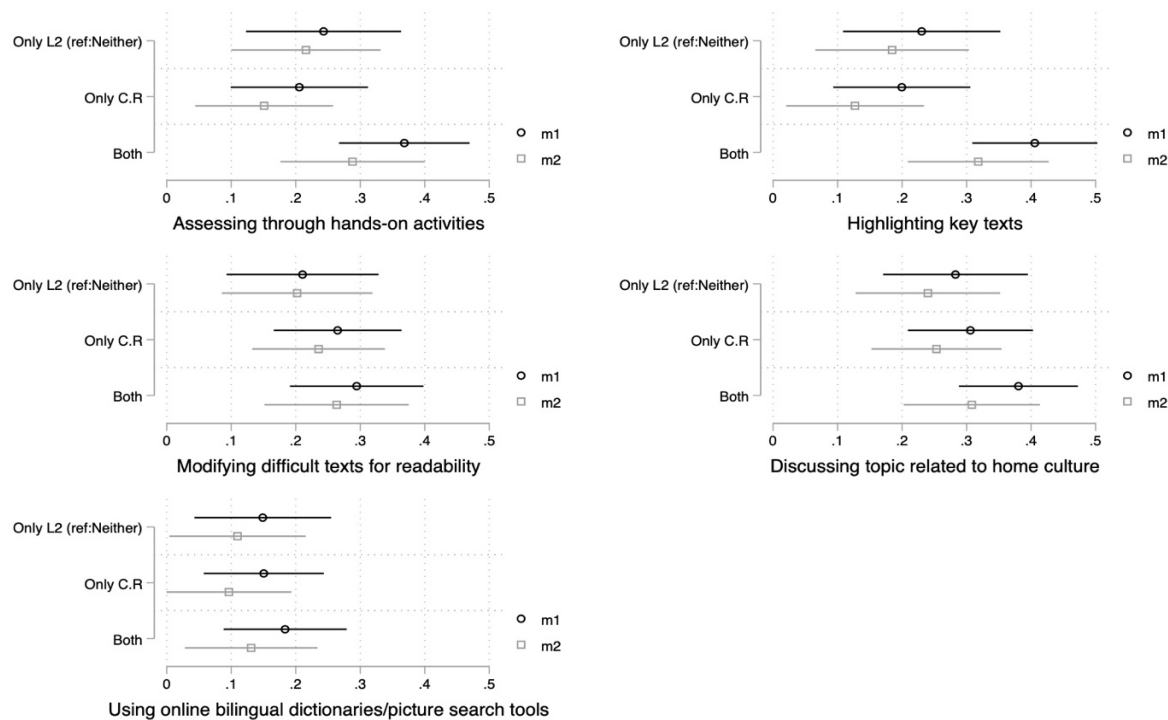 Only L2 (ref:Neither)
Only C.R
Both
m1
m2
0 .1 .2 .3 .4 .5
Assessing through hands-on activities
Only L2 (ref:Neither)
Only C.R
Both
m1
m2
0 .1 .2 .3 .4 .5
Highlighting key texts
Only L2 (ref:Neither)
Only C.R
Both
m1
m2
0 .1 .2 .3 .4 .5
Modifying difficult texts for readability
Only L2 (ref:Neither)
Only C.R
Both
m1
m2
0 .1 .2 .3 .4 .5
Discussing topic related to home culture
Only L2 (ref:Neither)
Only C.R
Both
m1
m2
0 .1 .2 .3 .4 .5
Using online bilingual dictionaries/picture search tools